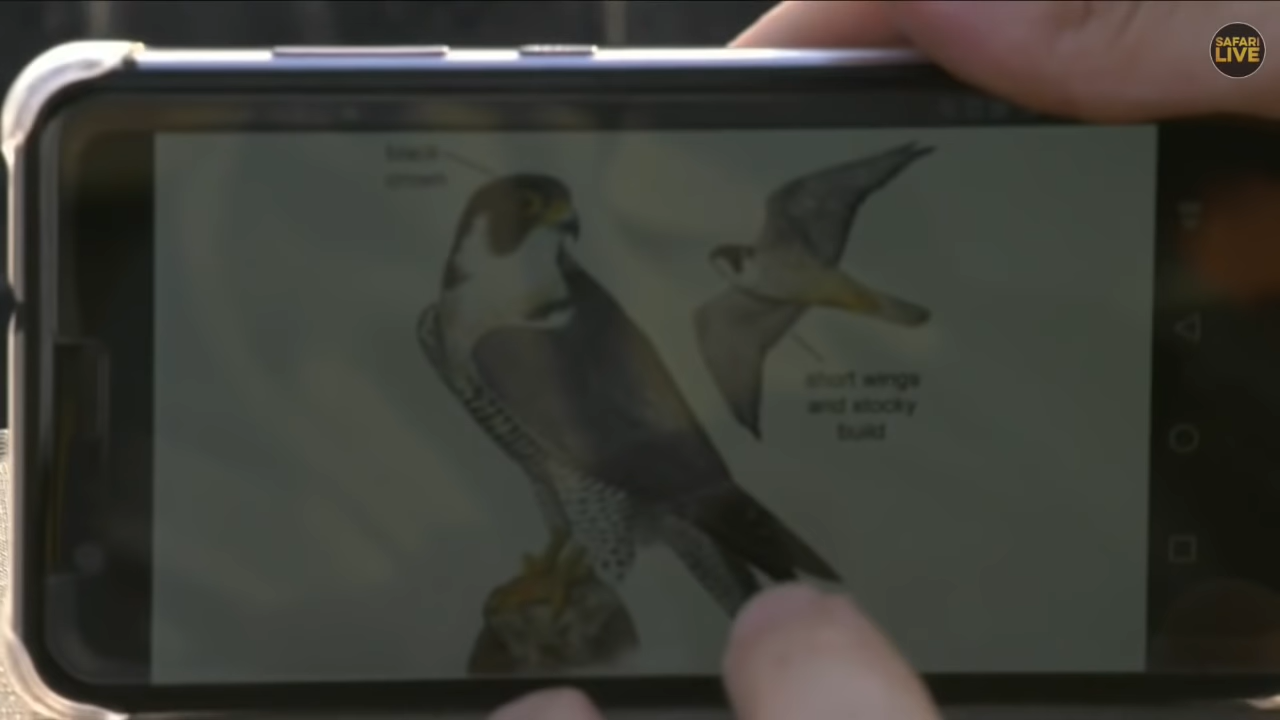 SAFARI
LIVE
black
crown
short wings
and stocky
build